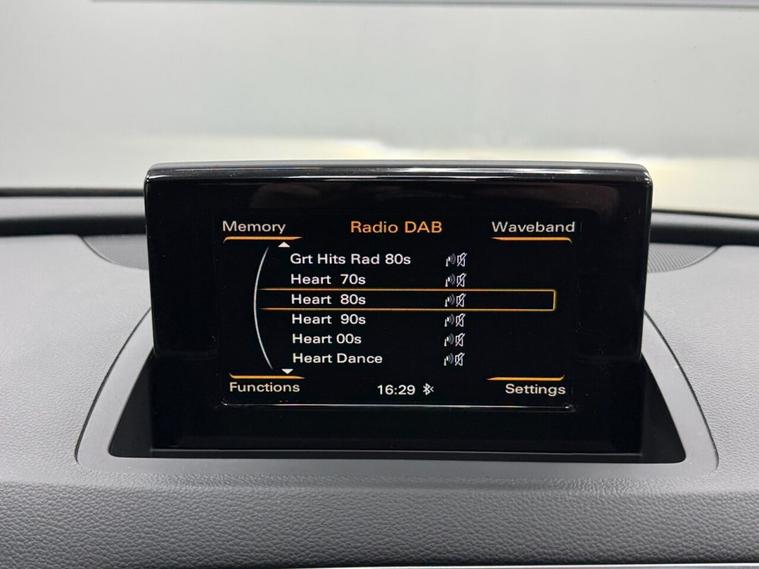 Memory Radio DAB Waveband
Grt Hits Rad 80s
Heart 70s
Heart 80s
Heart 90s
Heart 00s
Heart Dance
Functions 16:29 Settings